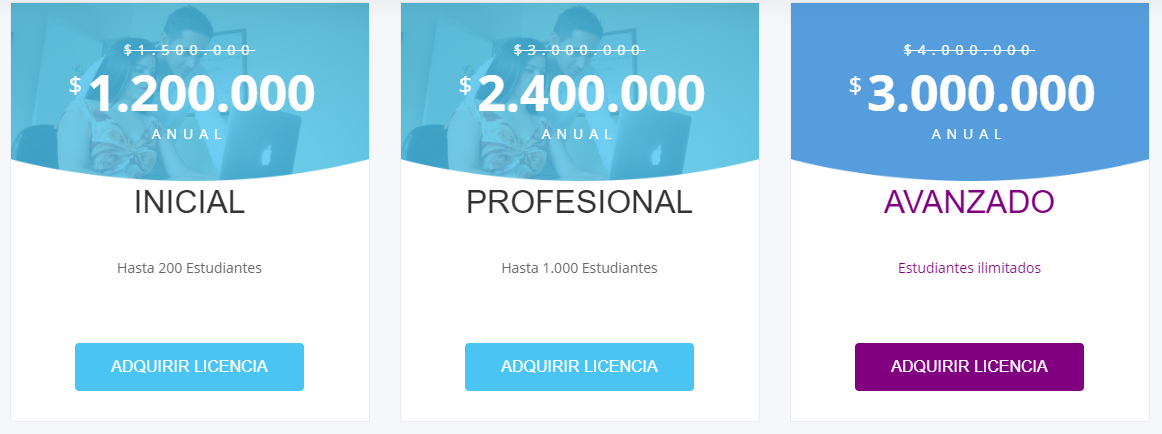 $1.500.000
$1.200.000
ANUAL
INICIAL
Hasta 200 Estudiantes
ADQUIRIR LICENCIA
$3.000.000
$2.400.000
ANUAL
PROFESIONAL
Hasta 1.000 Estudiantes
ADQUIRIR LICENCIA
$4.000.000
$3.000.000
ANUAL
AVANZADO
Estudiantes ilimitados
ADQUIRIR LICENCIA